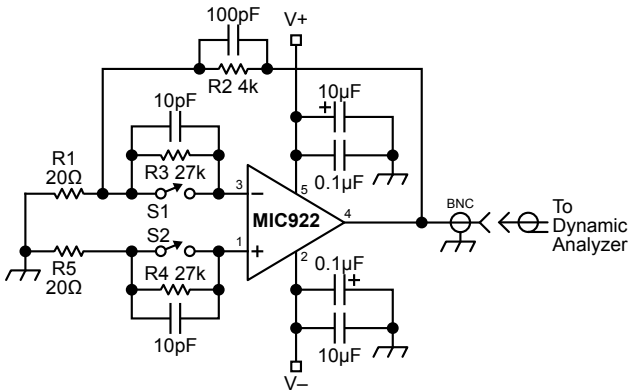 100pF
V+
R2 4k
10pF
10µF
+
R1
20Ω
R3 27k
0.1µF
S1
3
−
5
MIC922
4
BNC
To
Dynamic
Analyzer
S2
1
+
2
R5
20Ω
R4 27k
0.1µF
+
10pF
10µF
V–